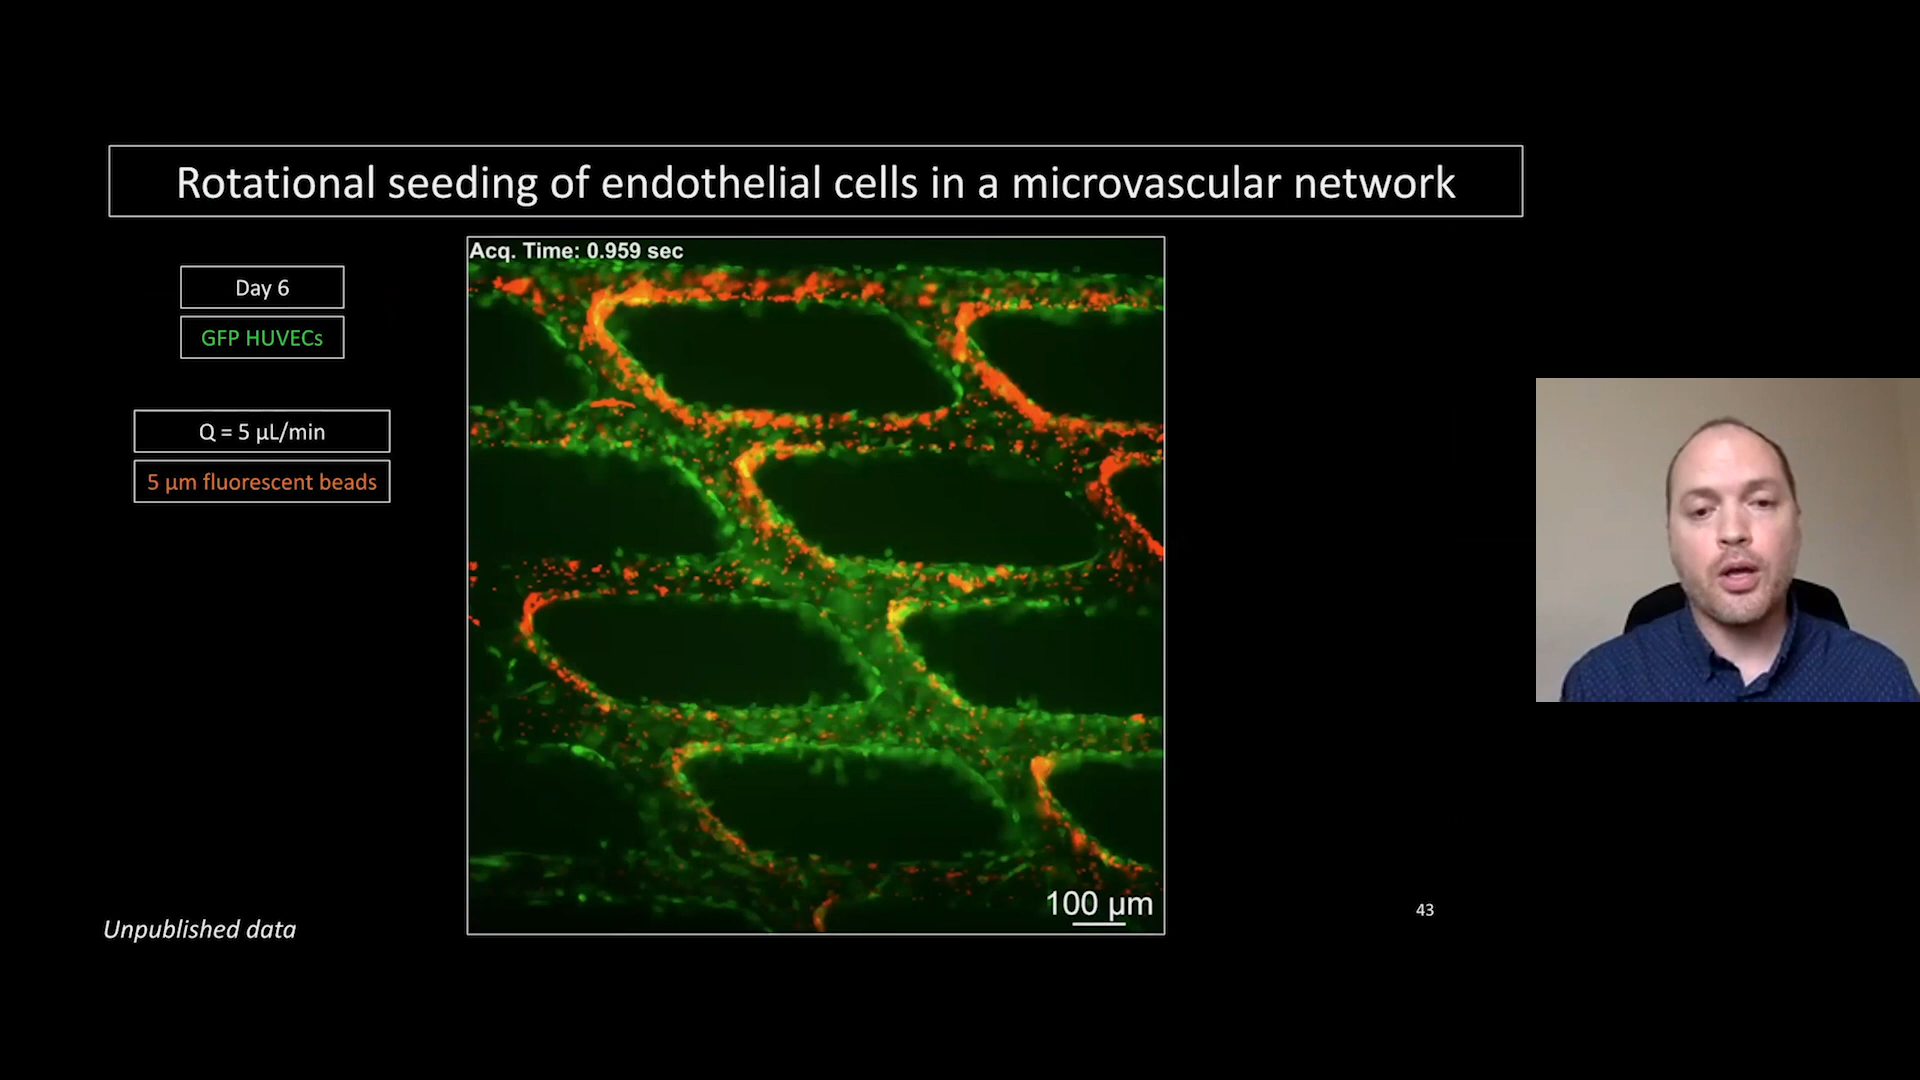 Rotational seeding of endothelial cells in a microvascular network
Acq. Time: 0.959 sec
Day 6
GFP HUVECs
Q = 5 µL/min
5 µm fluorescent beads
100 µm
43
Unpublished data